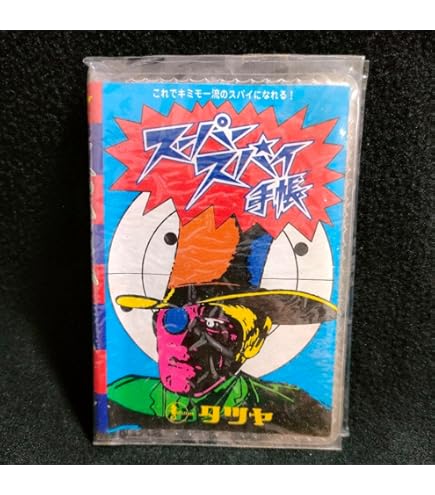 これでキミモ一流のスパイになれる！
スーパー
スパイ
手帳
タツヤ